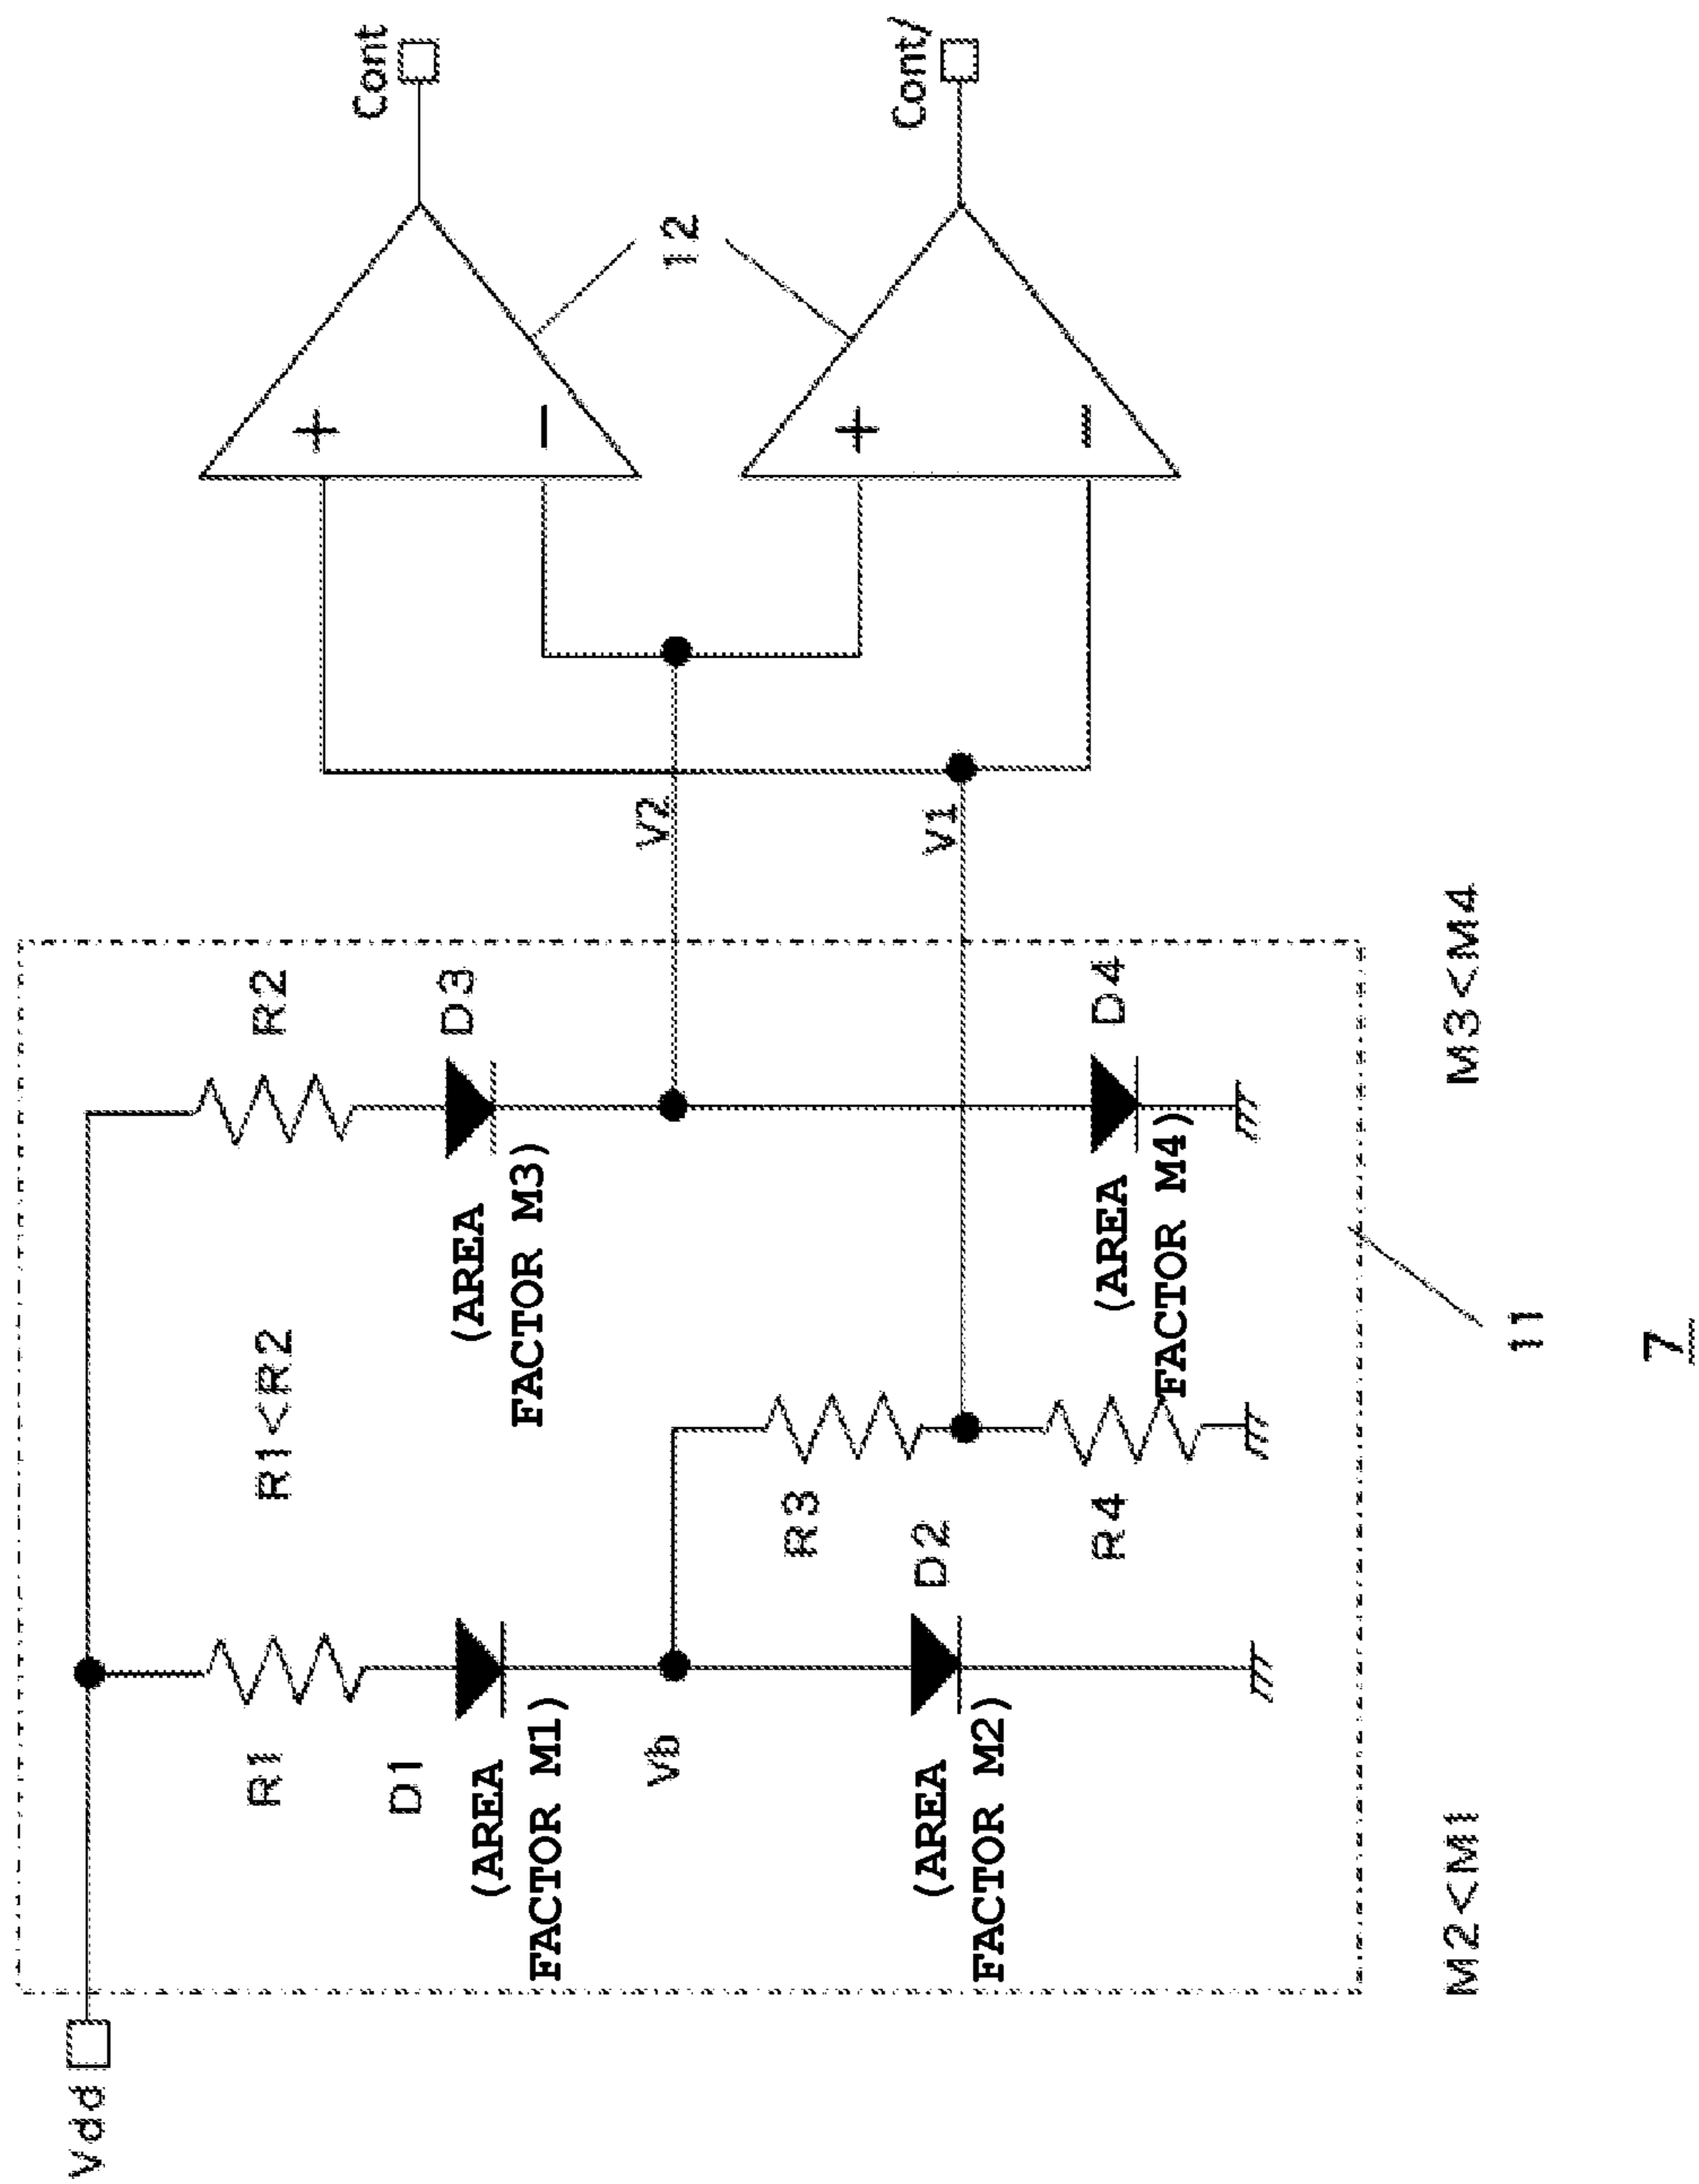 Vdd
R1
R1<R2
R2
D1
(AREA
FACTOR M1)
(AREA
FACTOR M3)
D3
Vb
R3
V2
V1
(AREA
FACTOR M2)
D2
R4
(AREA
FACTOR M4)
D4
+
−
+
−
12
Cont
Cont/
M2<M1
M3<M4
11
7